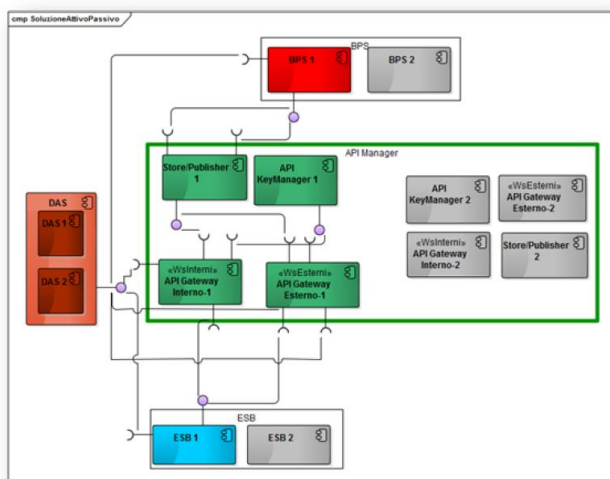 cmp SoluzioneAttivoPassivo
BPS
BPS 1
BPS 2
API Manager
Store/Publisher
1
API
KeyManager 1
API
KeyManager 2
«WsEsterni»
API Gateway
Esterno-2
«WsInterni»
API Gateway
Interno-2
Store/Publisher
2
DAS
DAS 1
DAS 2
«WsInterni»
API Gateway
Interno-1
«WsEsterni»
API Gateway
Esterno-1
ESB
ESB 1
ESB 2